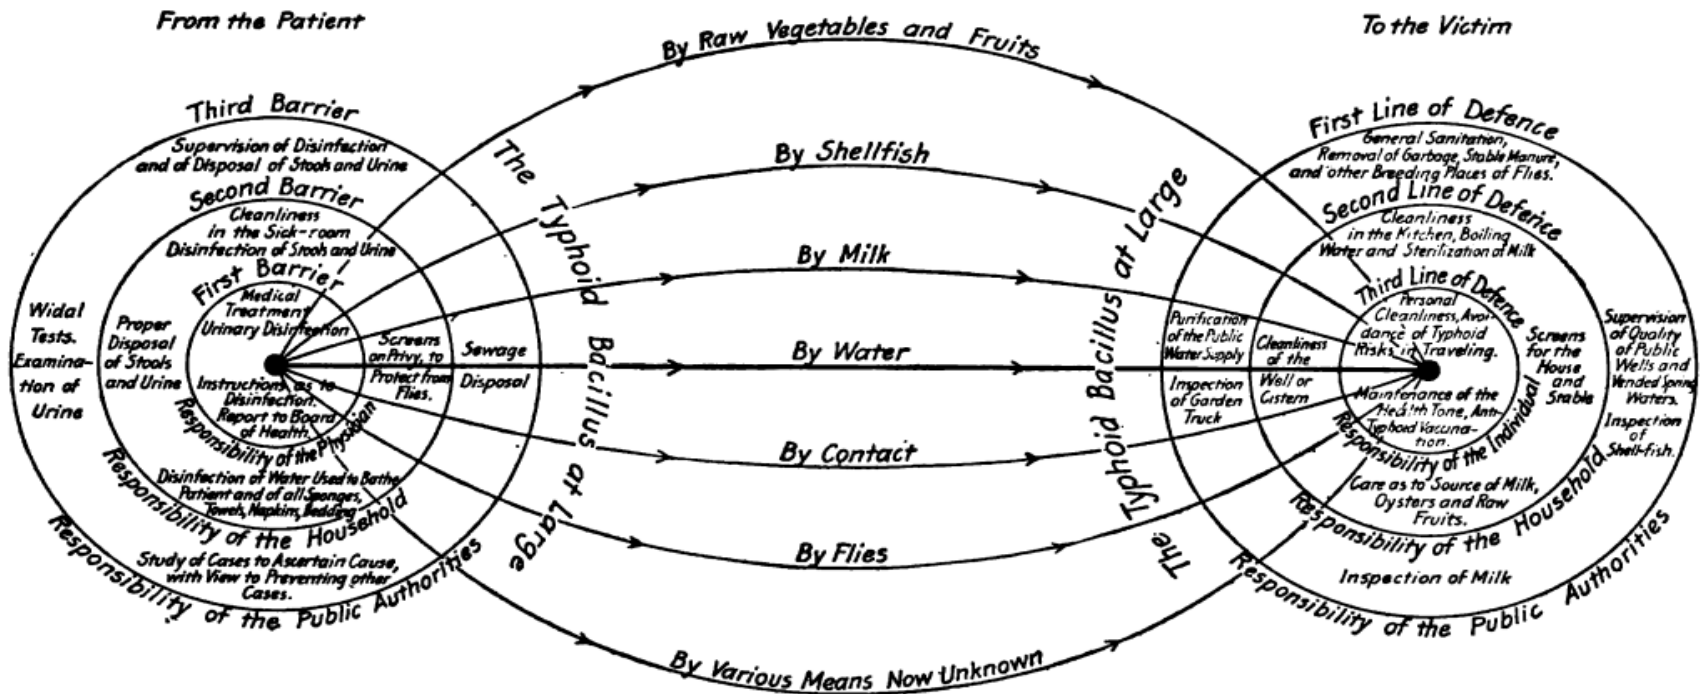 From the Patient
To the Victim
By Raw Vegetables and Fruits
By Shellfish
By Milk
By Water
By Contact
By Flies
By Various Means Now Unknown
The Typhoid Bacillus at Large
The Typhoid Bacillus at Large
Third Barrier
Supervision of Disinfection
and of Disposal of Stools and Urine
Second Barrier
Cleanliness
in the Sick-room
Disinfection of Stools and Urine
First Barrier
Medical
Treatment
Urinary Disinfection
Widal
Tests.
Examina-
tion of
Urine
Proper
Disposal
of Stools
and Urine
Screens
on Privy, to
Protect from
Flies.
Sewage
Disposal
Instructions as to
Disinfection.
Report to Board
of Health.
Responsibility of the Physician
Disinfection of Water Used to Bathe
Patient and of all Sponges,
Towels, Napkins, Bedding
Responsibility of the Household
Study of Cases to Ascertain Cause,
with View to Preventing other
Cases.
Responsibility of the Public Authorities
First Line of Defence
General Sanitation,
Removal of Garbage, Stable Manure,
and other Breeding Places of Flies.
Second Line of Defence
Cleanliness
in the Kitchen, Boiling
Water and Sterilization of Milk
Third Line of Defence
Personal
Cleanliness, Avoi-
dance of Typhoid
Risks in Traveling.
Purification
of the Public
Water Supply
Inspection
of Garden
Truck
Cleanliness
of the
Well or
Cistern
Screens
for the
House
and
Stable
Supervision
of Quality
of Public
Wells and
Vended Spring
Waters.
Inspection
of
Shell-fish.
Maintenance of the
Health Tone, Anti-
Typhoid Vaccina-
tion.
Responsibility of the Individual
Care as to Source of Milk,
Oysters and Raw
Fruits.
Responsibility of the Household
Inspection of Milk
Responsibility of the Public Authorities